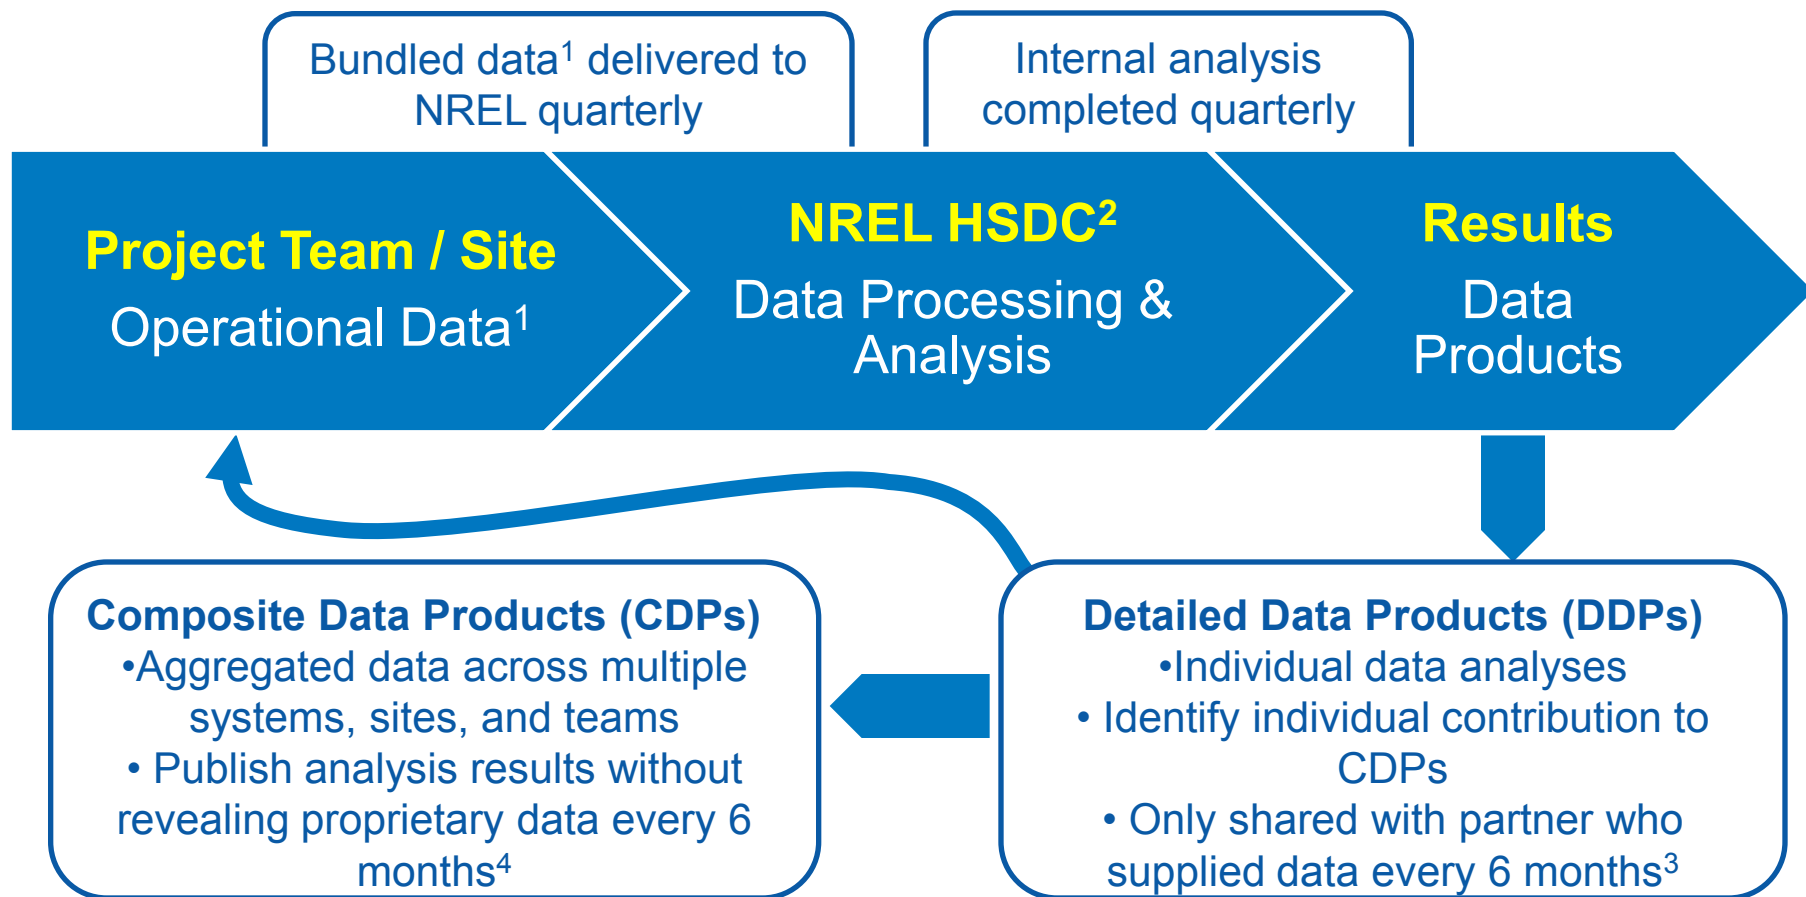 Bundled data¹ delivered to
NREL quarterly
Internal analysis
completed quarterly
Project Team / Site
Operational Data¹
NREL HSDC²
Data Processing &
Analysis
Results
Data
Products
Composite Data Products (CDPs)
•Aggregated data across multiple
systems, sites, and teams
• Publish analysis results without
revealing proprietary data every 6
months⁴
Detailed Data Products (DDPs)
•Individual data analyses
• Identify individual contribution to
CDPs
• Only shared with partner who
supplied data every 6 months³